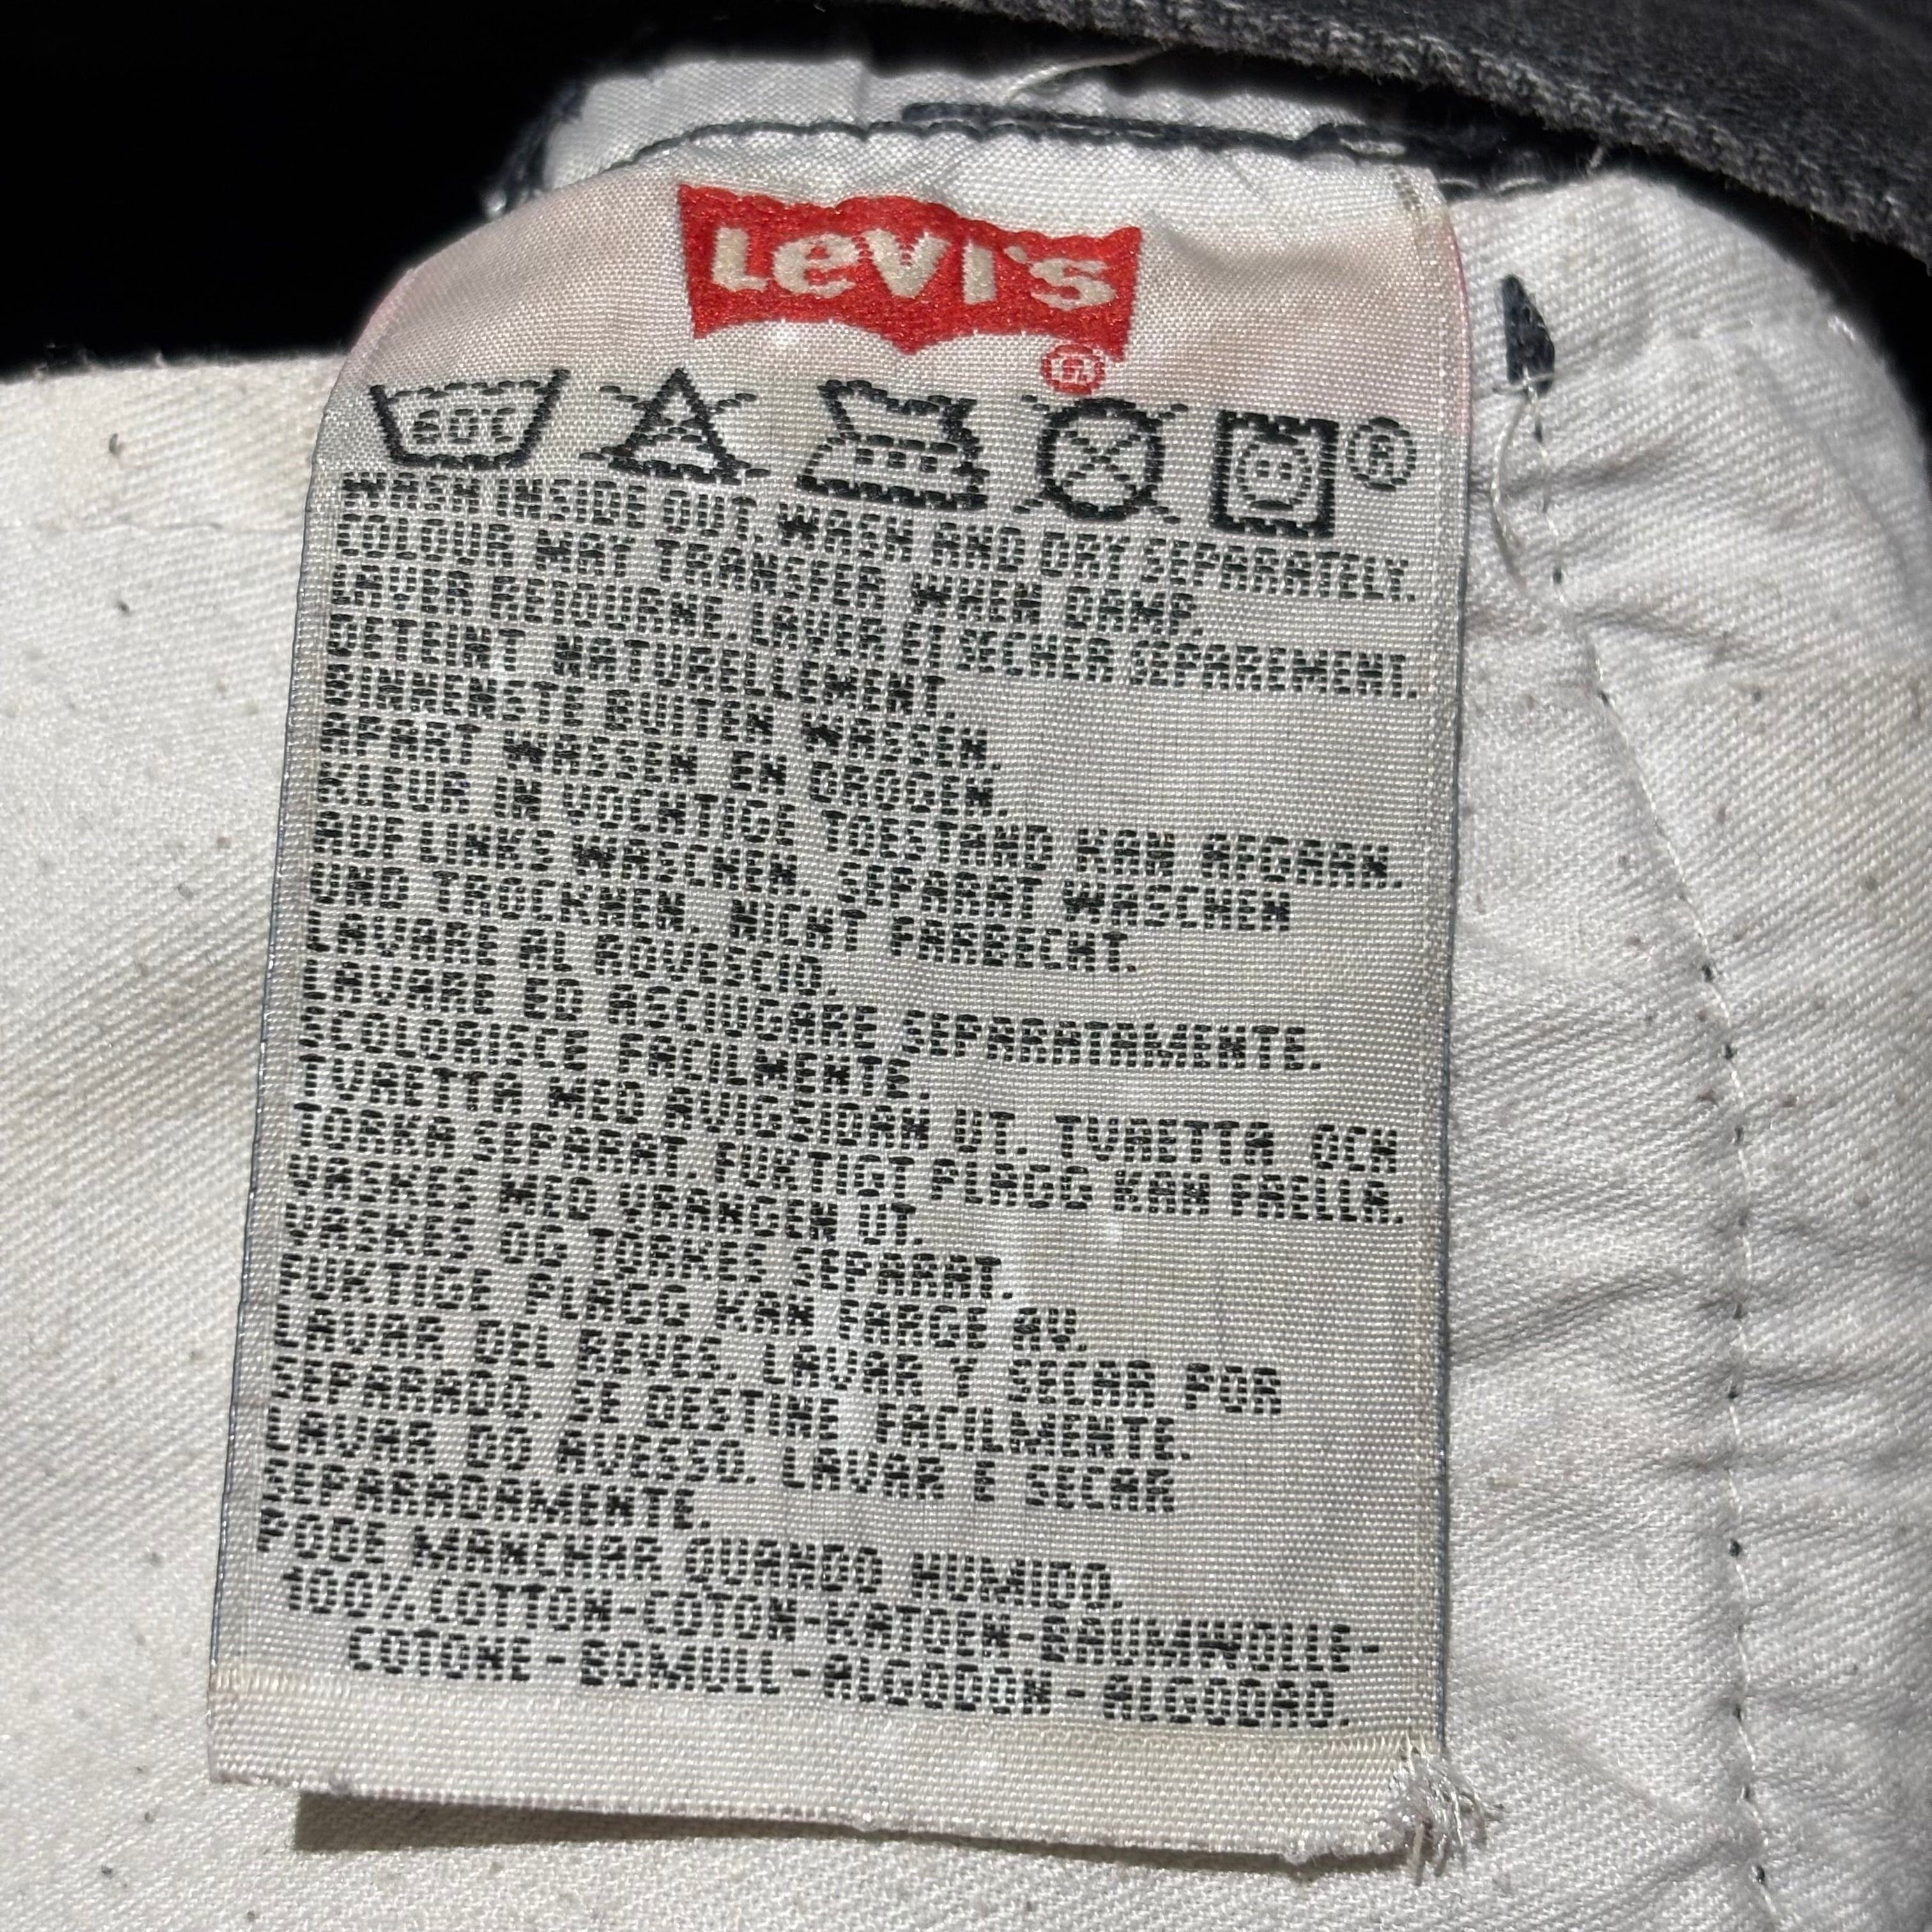 Levi's
®
60°C
®
WASH INSIDE OUT. WASH AND DRY SEPARATELY.
COLOUR MAY TRANSFER WHEN DAMP.
LAVER RETOURNE. LAVER ET SECHER SEPAREMENT.
DETEINT NATURELLEMENT.
BINNENSTE BUITEN WASSEN.
APART WASSEN EN DROGEN.
KLEUR IN VOCHTIGE TOESTAND KAN AFGAAN.
AUF LINKS WASCHEN. SEPARAT WASCHEN
UND TROCKNEN. NICHT FARBECHT.
LAVARE AL ROVESCIO.
LAVARE ED ASCIUGARE SEPARATAMENTE.
SCOLORISCE FACILMENTE.
TVAETTA MED AVIGSIDAN UT. TVAETTA OCH
TORKA SEPARAT. FUKTIGT PLAGG KAN FAELLA.
VASKES MED VRANGEN UT.
VASKES OG TORKES SEPARAT.
FUKTIGE PLAGG KAN FARGE AV.
LAVAR DEL REVES. LAVAR Y SECAR POR
SEPARADO. SE DESTINE FACILMENTE.
LAVAR DO AVESSO. LAVAR E SECAR
SEPARADAMENTE.
PODE MANCHAR QUANDO HUMIDO.
100% COTTON-COTON-KATOEN-BAUMWOLLE-
COTONE-BOMULL-ALGODON-ALGODAO.